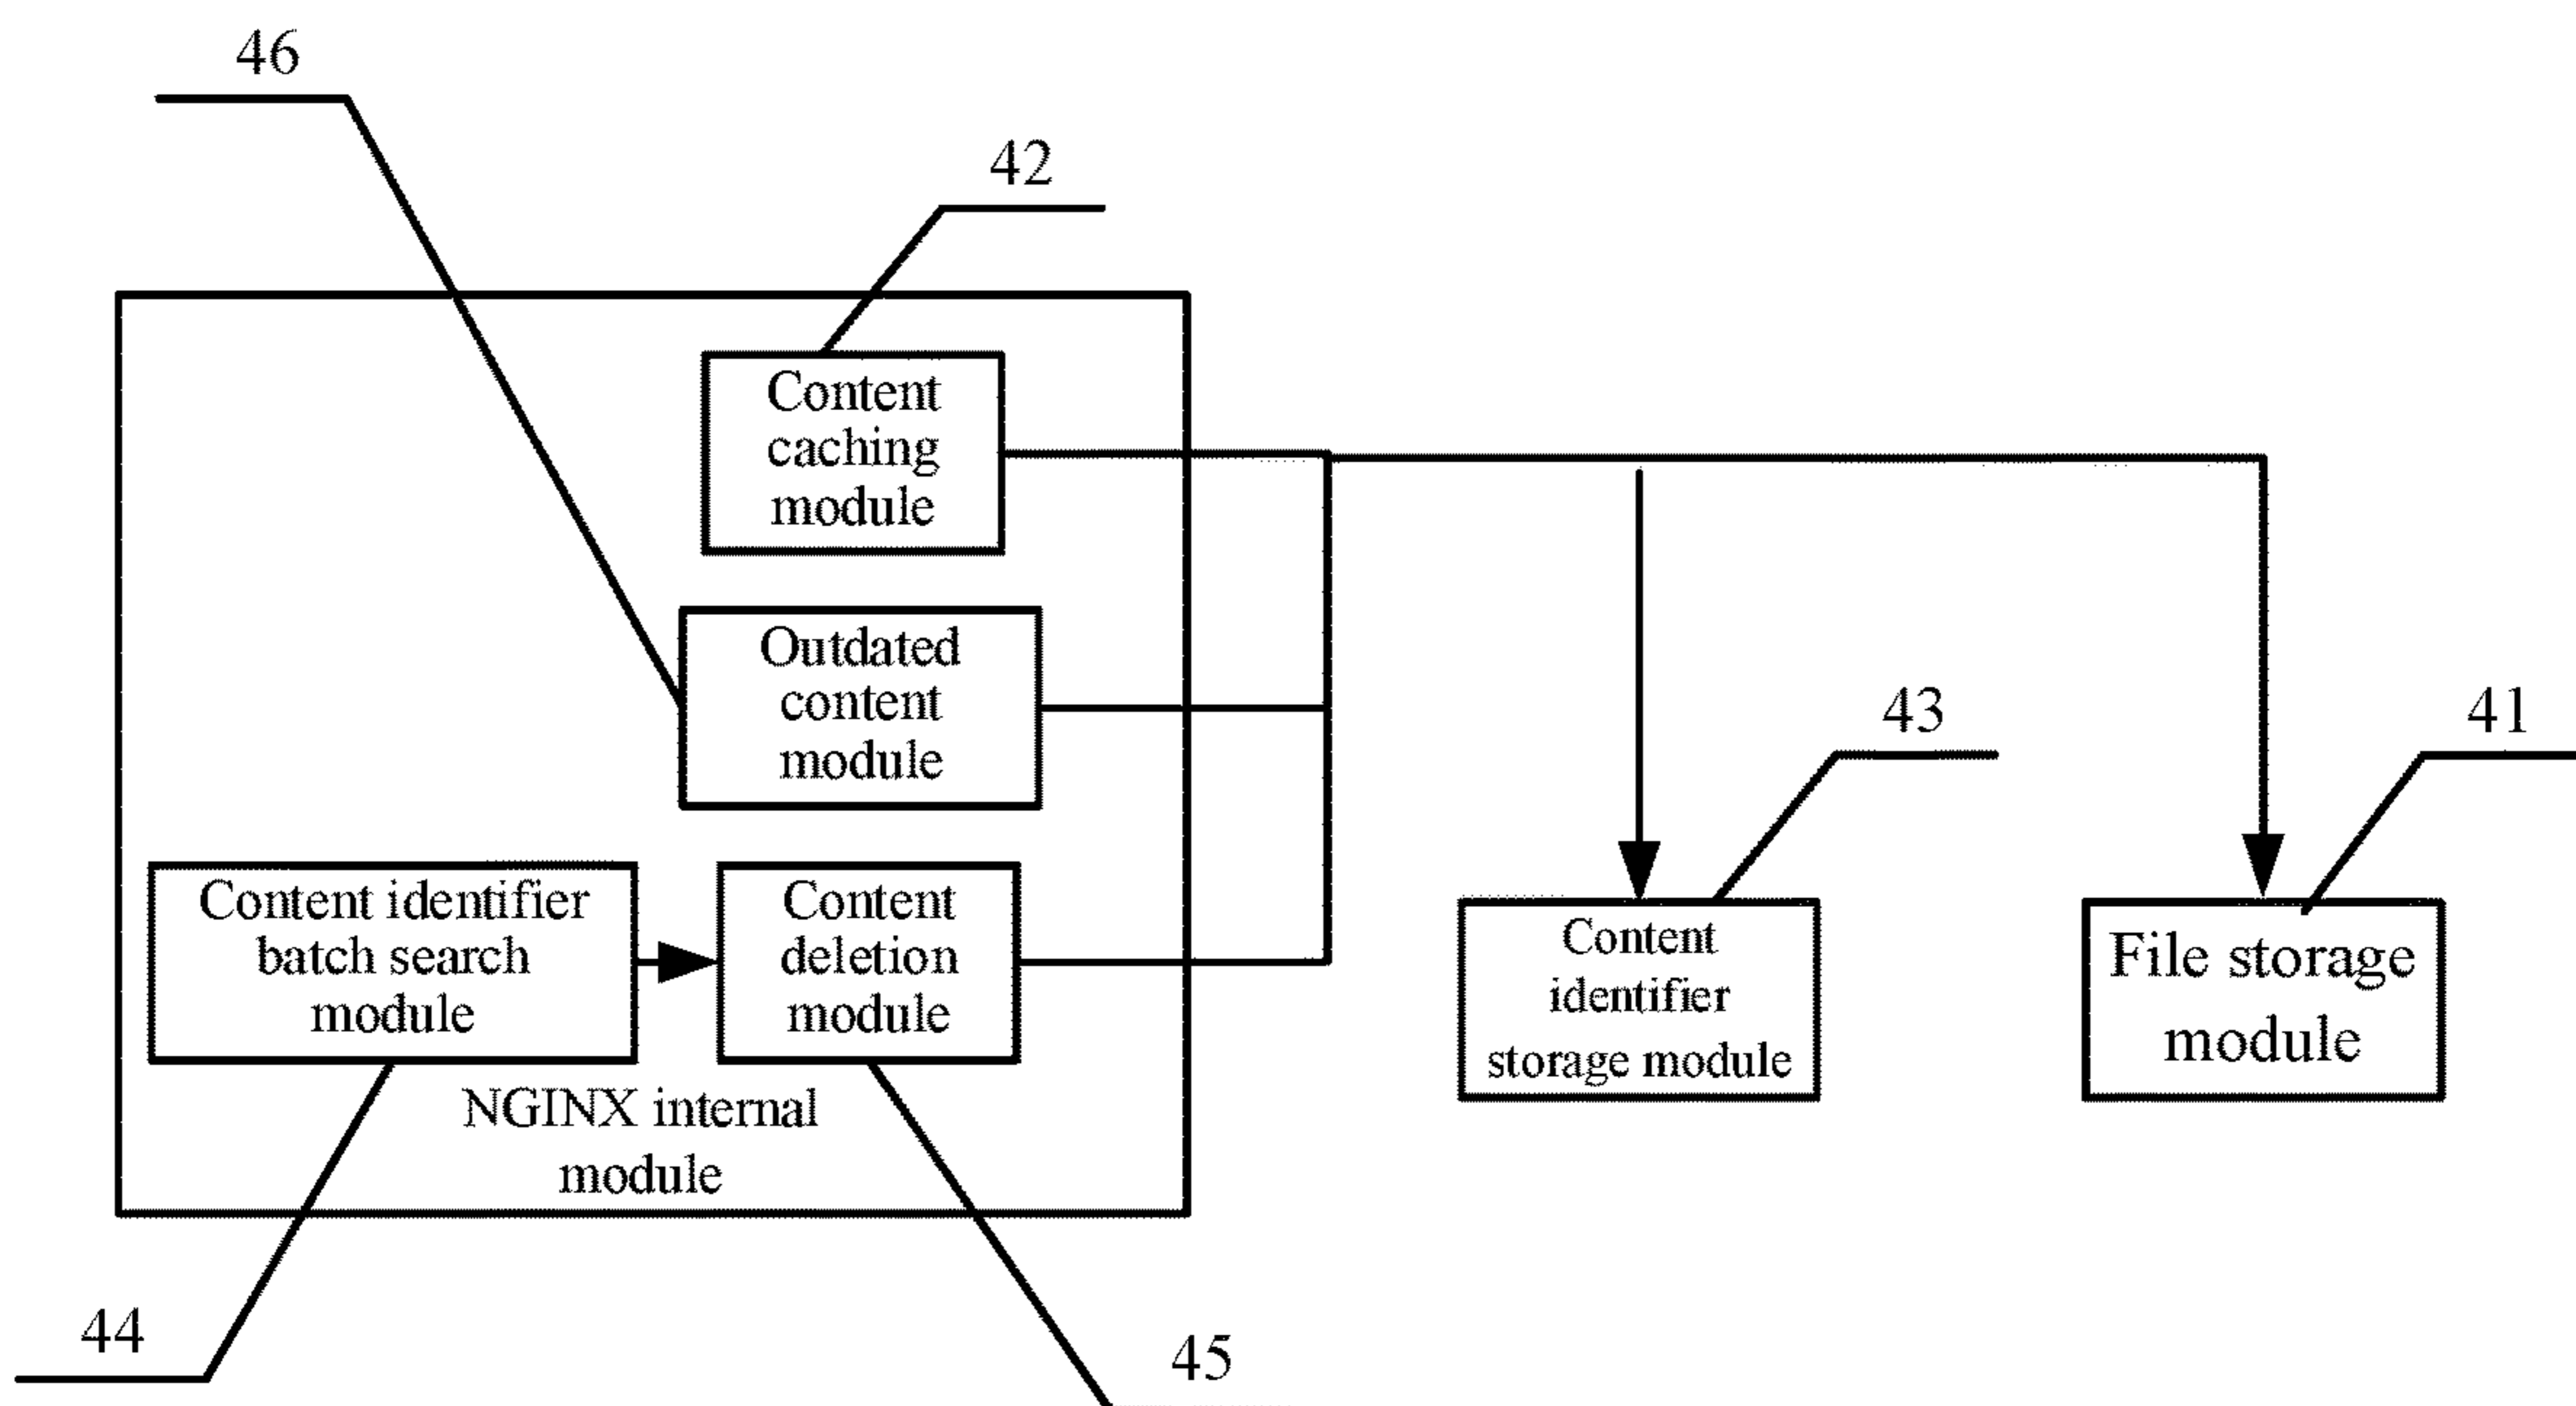 46
42
Content
caching
module
Outdated
content
module
43
41
Content identifier
batch search
module
Content
deletion
module
Content
identifier
storage module
File storage
module
NGINX internal
module
44
45